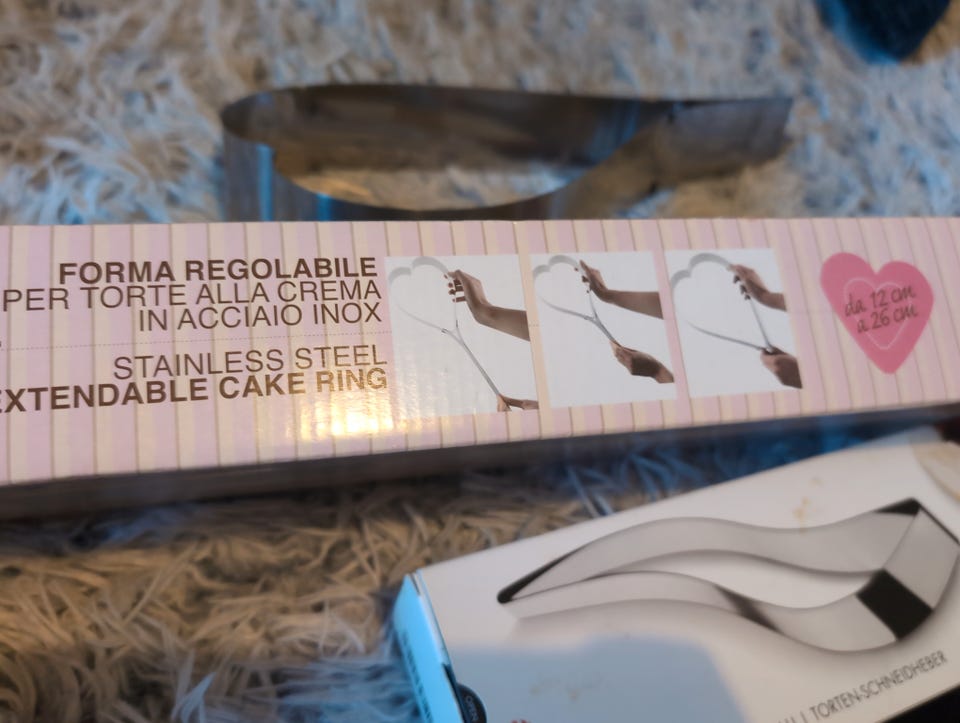 FORMA REGOLABILE
PER TORTE ALLA CREMA
IN ACCIAIO INOX
STAINLESS STEEL
EXTENDABLE CAKE RING
da 12 cm
a 26 cm
TORTEN-SCHNEIDHEBER